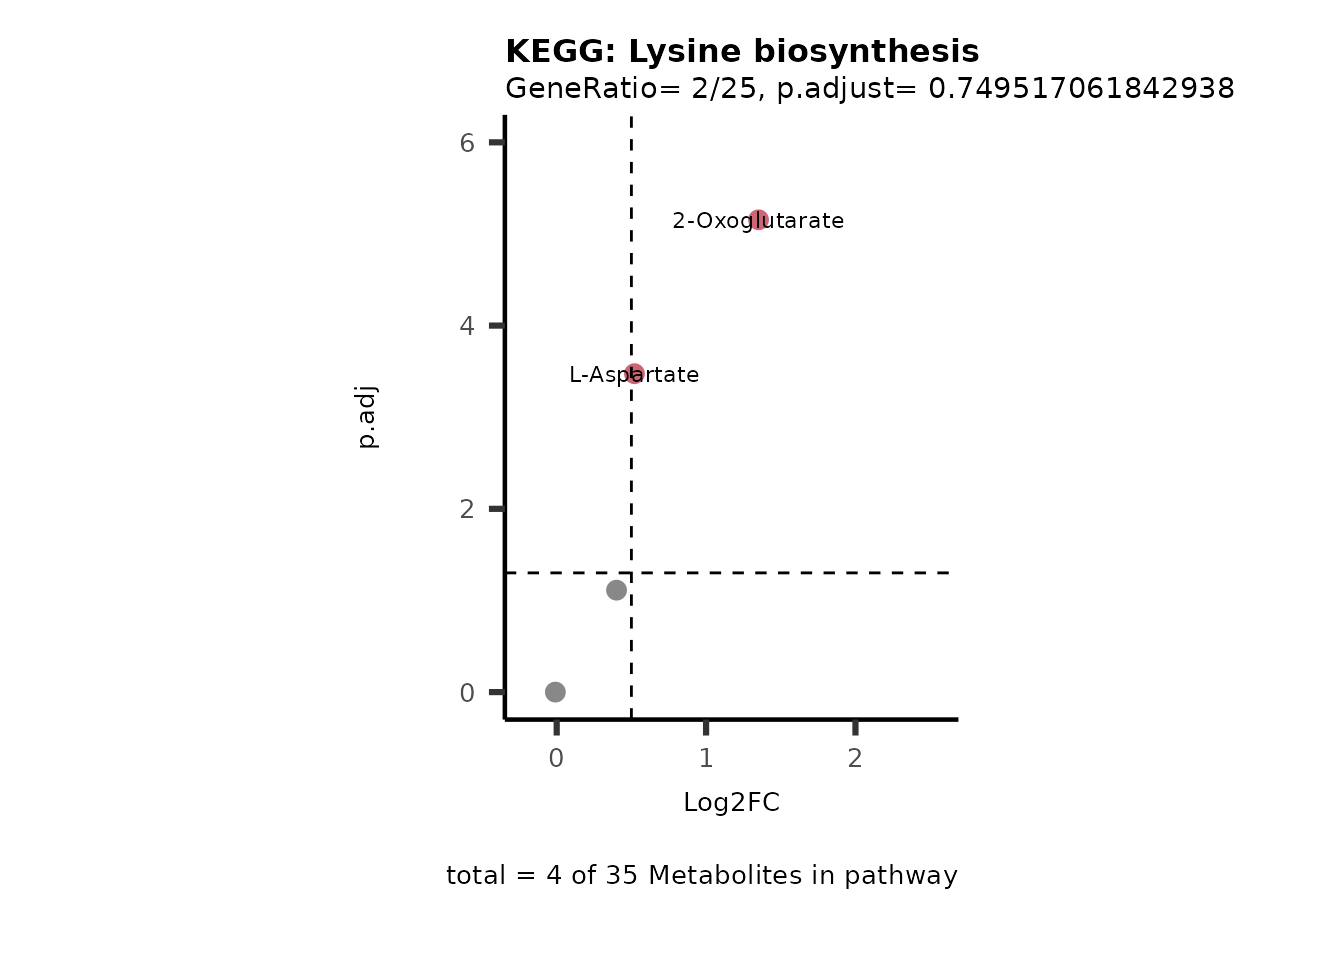 KEGG: Lysine biosynthesis
GeneRatio= 2/25, p.adjust= 0.749517061842938
6
2-Oxoglutarate
4
L-Aspartate
p.adj
2
0
0 1 2
Log2FC
total = 4 of 35 Metabolites in pathway